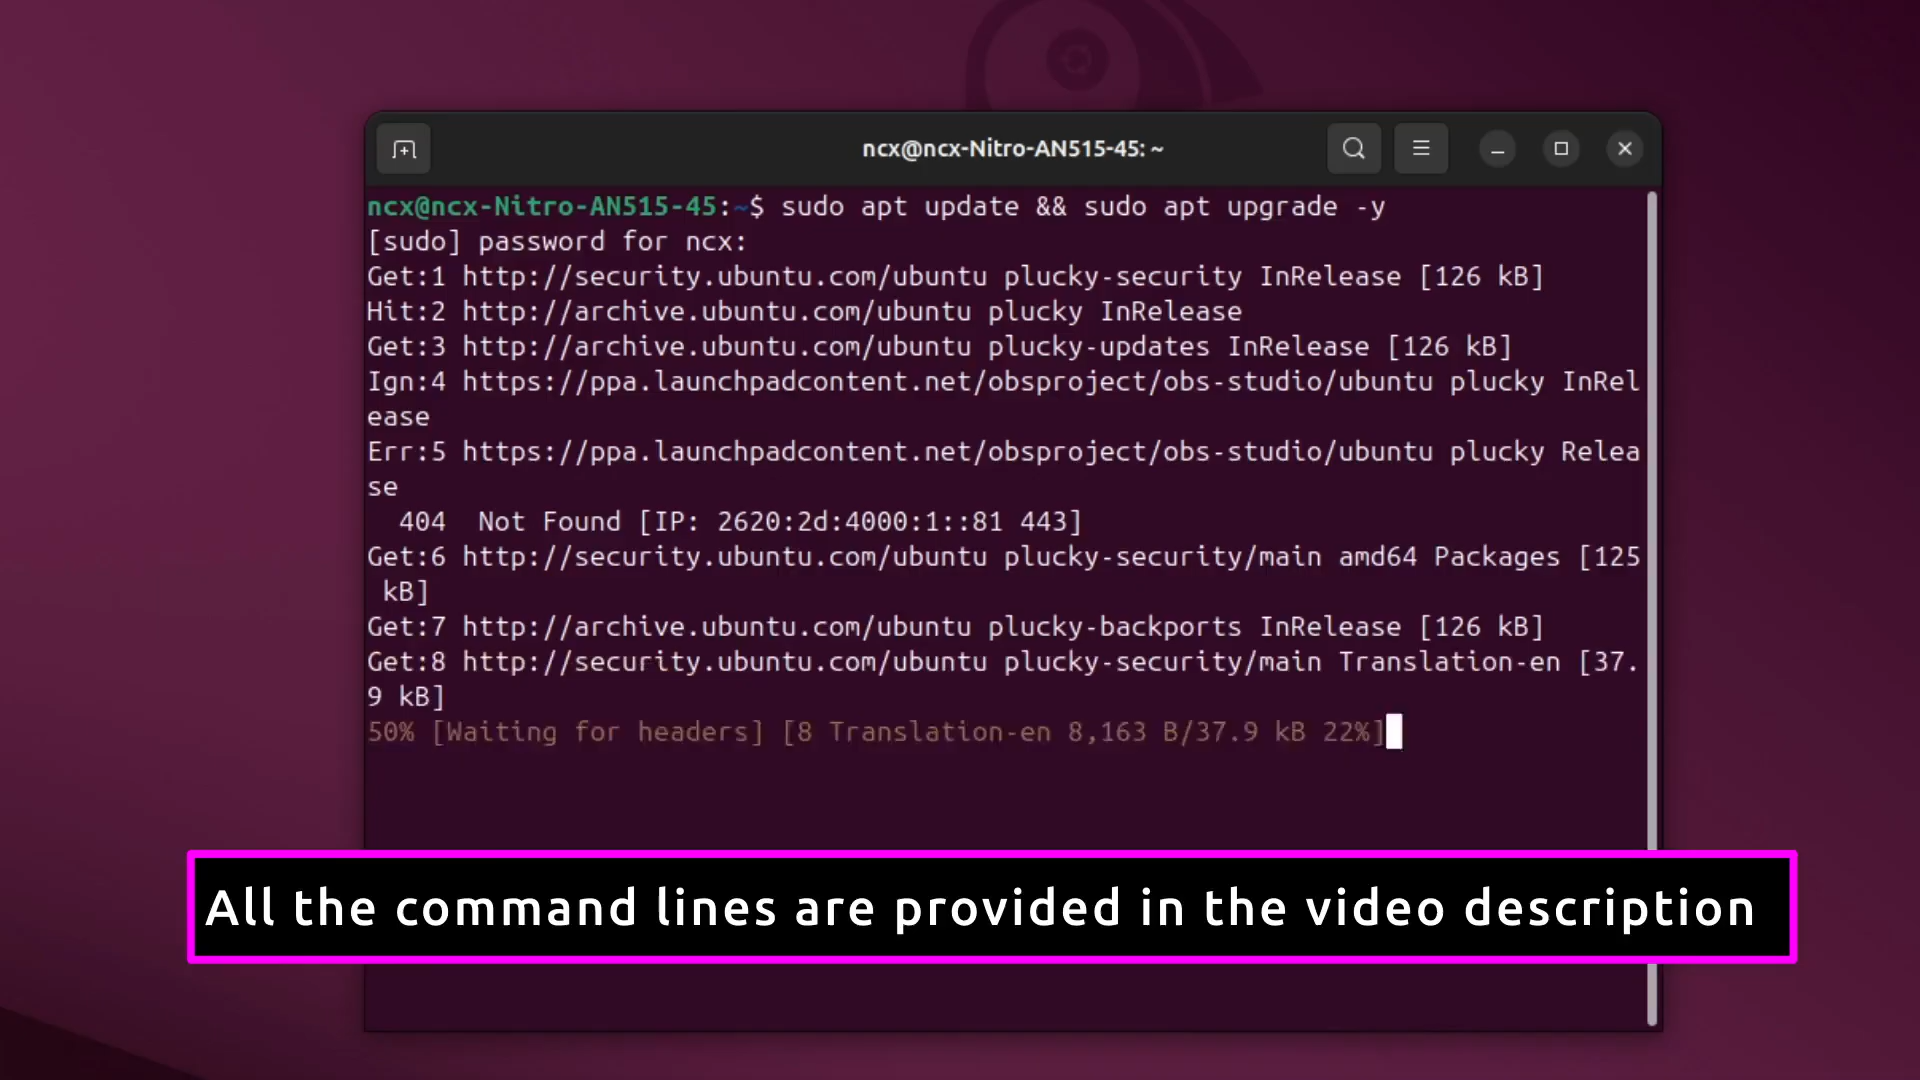 ncx@ncx-Nitro-AN515-45: ~
ncx@ncx-Nitro-AN515-45:~$ sudo apt update && sudo apt upgrade -y
[sudo] password for ncx:
Get:1 http://security.ubuntu.com/ubuntu plucky-security InRelease [126 kB]
Hit:2 http://archive.ubuntu.com/ubuntu plucky InRelease
Get:3 http://archive.ubuntu.com/ubuntu plucky-updates InRelease [126 kB]
Ign:4 https://ppa.launchpadcontent.net/obsproject/obs-studio/ubuntu plucky InRel
ease
Err:5 https://ppa.launchpadcontent.net/obsproject/obs-studio/ubuntu plucky Relea
se
  404  Not Found [IP: 2620:2d:4000:1::81 443]
Get:6 http://security.ubuntu.com/ubuntu plucky-security/main amd64 Packages [125
 kB]
Get:7 http://archive.ubuntu.com/ubuntu plucky-backports InRelease [126 kB]
Get:8 http://security.ubuntu.com/ubuntu plucky-security/main Translation-en [37.
9 kB]
50% [Waiting for headers] [8 Translation-en 8,163 B/37.9 kB 22%]
All the command lines are provided in the video description